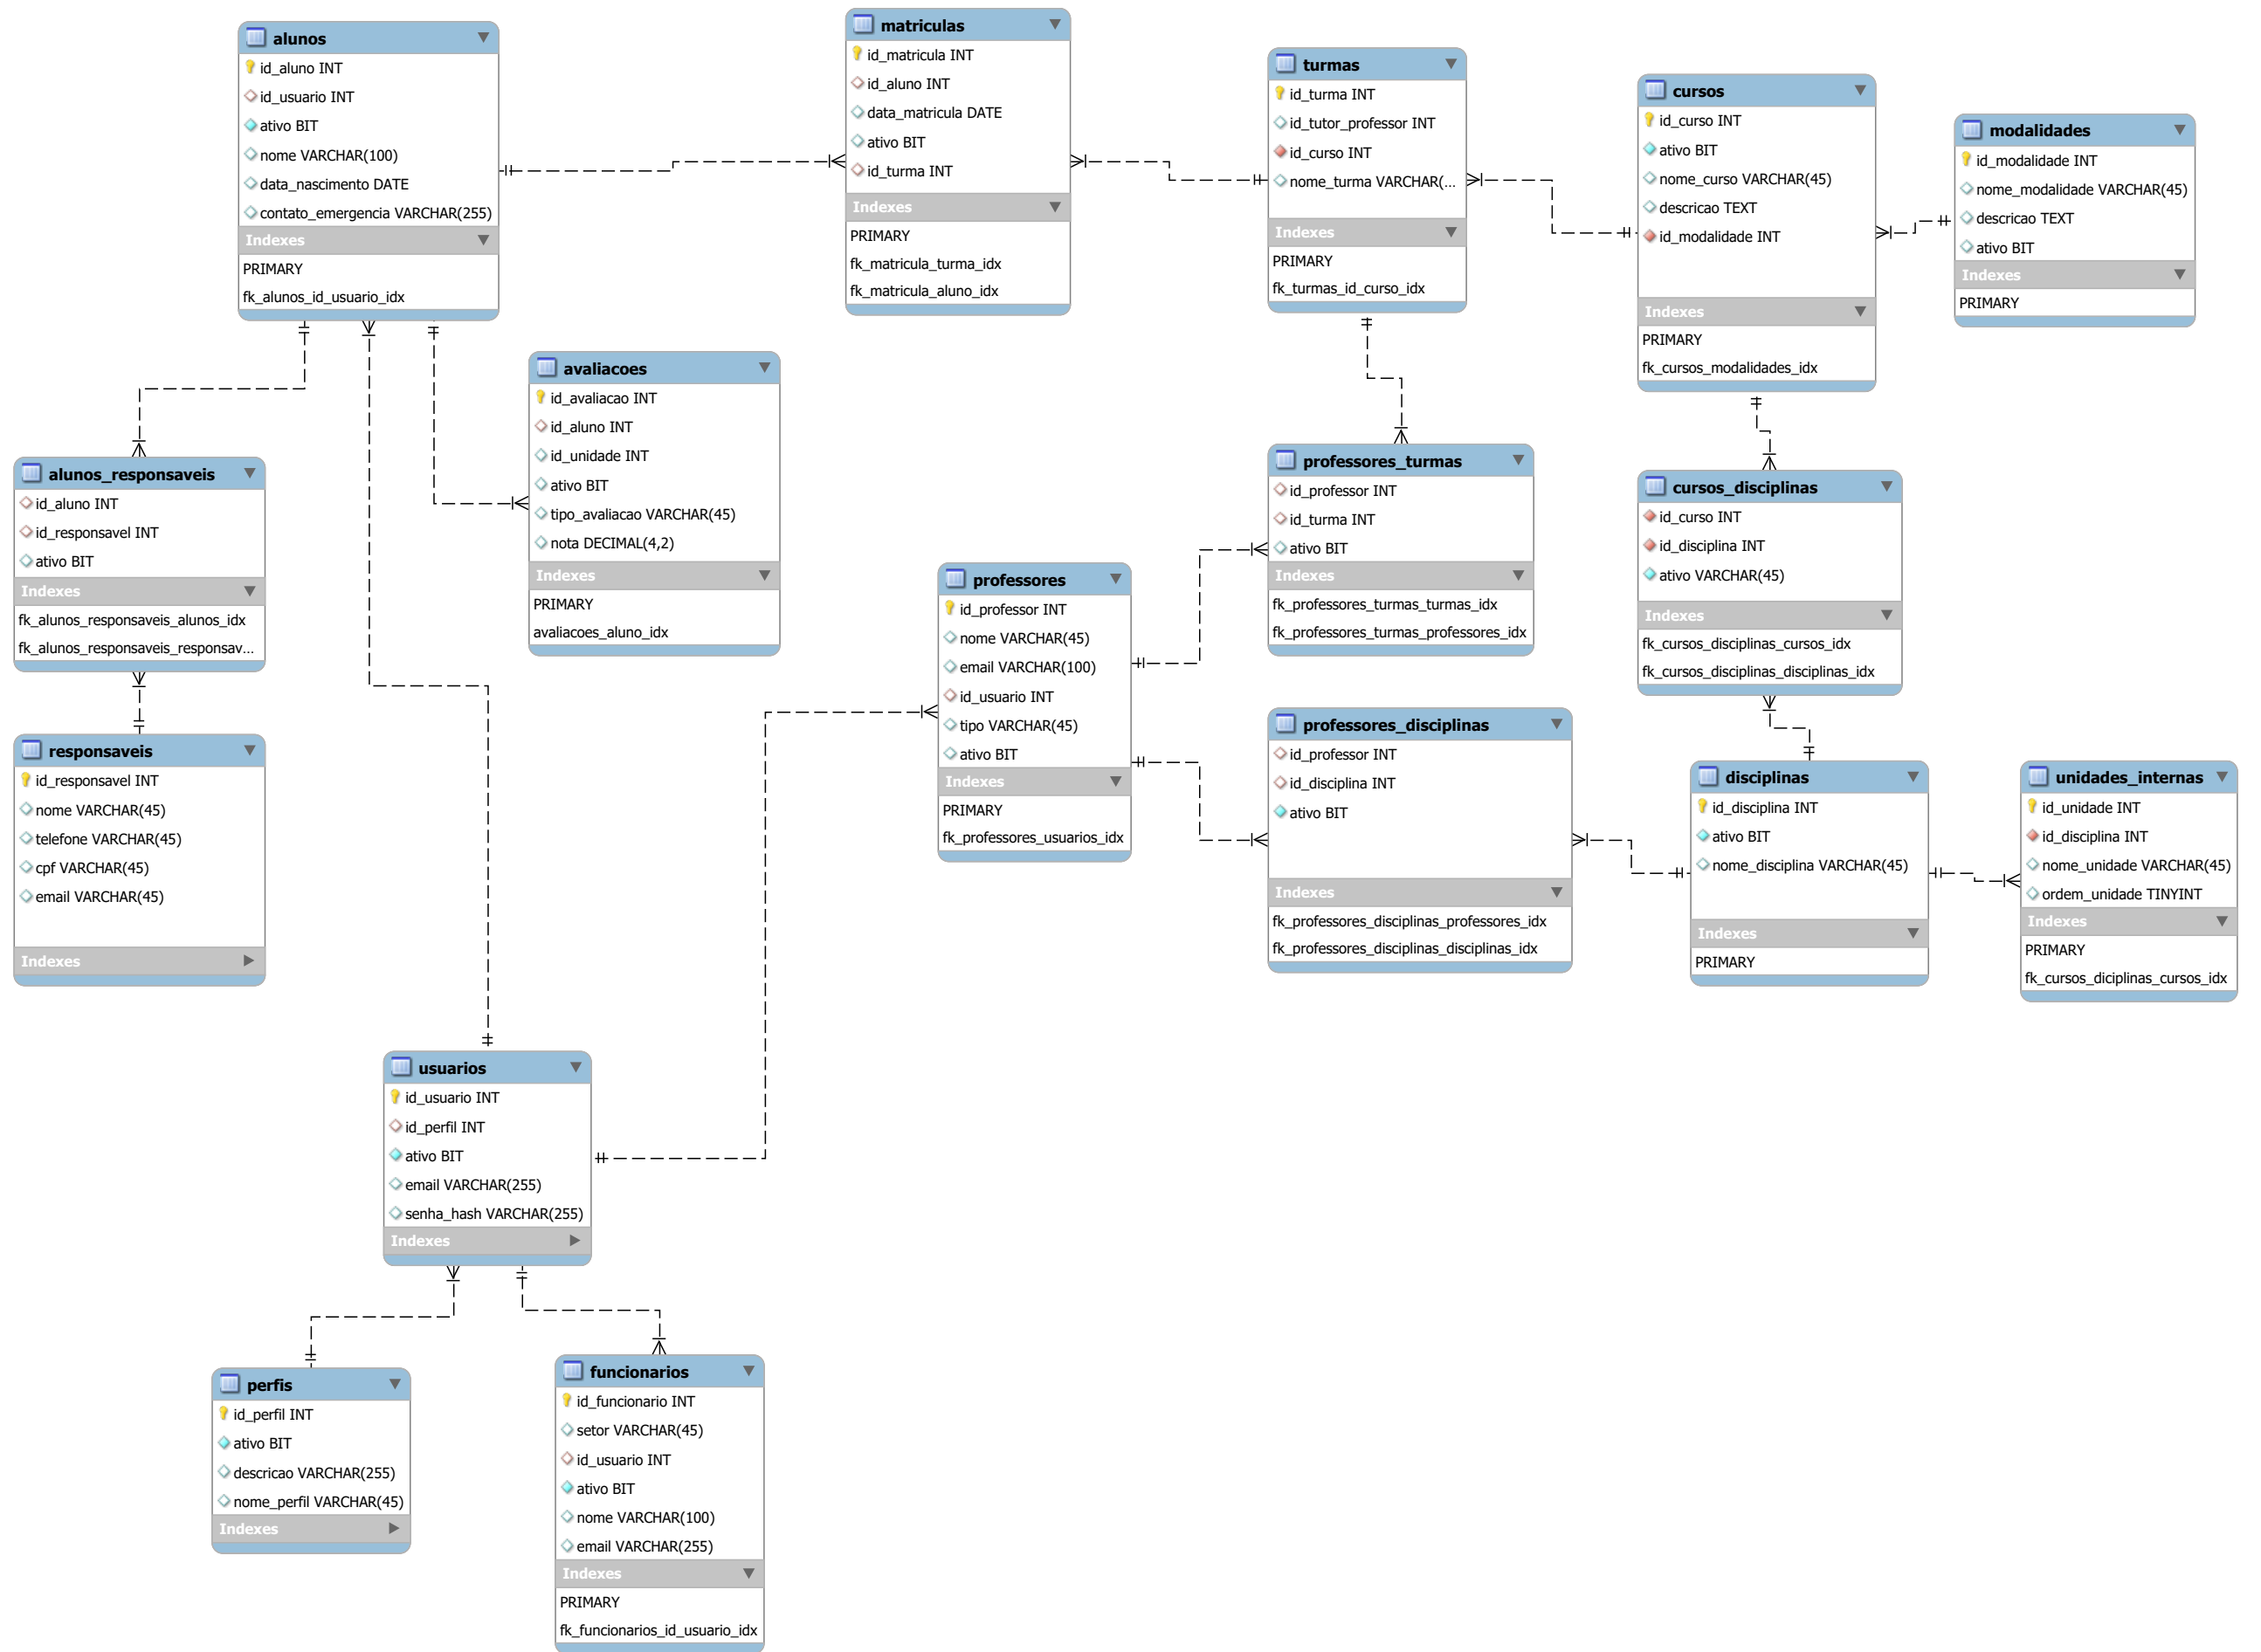 alunos
id_aluno INT
id_usuario INT
ativo BIT
nome VARCHAR(100)
data_nascimento DATE
contato_emergencia VARCHAR(255)
Indexes
PRIMARY
fk_alunos_id_usuario_idx
matriculas
id_matricula INT
id_aluno INT
data_matricula DATE
ativo BIT
id_turma INT
Indexes
PRIMARY
fk_matricula_turma_idx
fk_matricula_aluno_idx
turmas
id_turma INT
id_tutor_professor INT
id_curso INT
nome_turma VARCHAR(...
Indexes
PRIMARY
fk_turmas_id_curso_idx
cursos
id_curso INT
ativo BIT
nome_curso VARCHAR(45)
descricao TEXT
id_modalidade INT
Indexes
PRIMARY
fk_cursos_modalidades_idx
modalidades
id_modalidade INT
nome_modalidade VARCHAR(45)
descricao TEXT
ativo BIT
Indexes
PRIMARY
avaliacoes
id_avaliacao INT
id_aluno INT
id_unidade INT
ativo BIT
tipo_avaliacao VARCHAR(45)
nota DECIMAL(4,2)
Indexes
PRIMARY
avaliacoes_aluno_idx
alunos_responsaveis
id_aluno INT
id_responsavel INT
ativo BIT
Indexes
fk_alunos_responsaveis_alunos_idx
fk_alunos_responsaveis_responsav...
professores_turmas
id_professor INT
id_turma INT
ativo BIT
Indexes
fk_professores_turmas_turmas_idx
fk_professores_turmas_professores_idx
cursos_disciplinas
id_curso INT
id_disciplina INT
ativo VARCHAR(45)
Indexes
fk_cursos_disciplinas_cursos_idx
fk_cursos_disciplinas_disciplinas_idx
professores
id_professor INT
nome VARCHAR(45)
email VARCHAR(100)
id_usuario INT
tipo VARCHAR(45)
ativo BIT
Indexes
PRIMARY
fk_professores_usuarios_idx
responsaveis
id_responsavel INT
nome VARCHAR(45)
telefone VARCHAR(45)
cpf VARCHAR(45)
email VARCHAR(45)
Indexes
professores_disciplinas
id_professor INT
id_disciplina INT
ativo BIT
Indexes
fk_professores_disciplinas_professores_idx
fk_professores_disciplinas_disciplinas_idx
disciplinas
id_disciplina INT
ativo BIT
nome_disciplina VARCHAR(45)
Indexes
PRIMARY
unidades_internas
id_unidade INT
id_disciplina INT
nome_unidade VARCHAR(45)
ordem_unidade TINYINT
Indexes
PRIMARY
fk_cursos_diciplinas_cursos_idx
usuarios
id_usuario INT
id_perfil INT
ativo BIT
email VARCHAR(255)
senha_hash VARCHAR(255)
Indexes
perfis
id_perfil INT
ativo BIT
descricao VARCHAR(255)
nome_perfil VARCHAR(45)
Indexes
funcionarios
id_funcionario INT
setor VARCHAR(45)
id_usuario INT
ativo BIT
nome VARCHAR(100)
email VARCHAR(255)
Indexes
PRIMARY
fk_funcionarios_id_usuario_idx